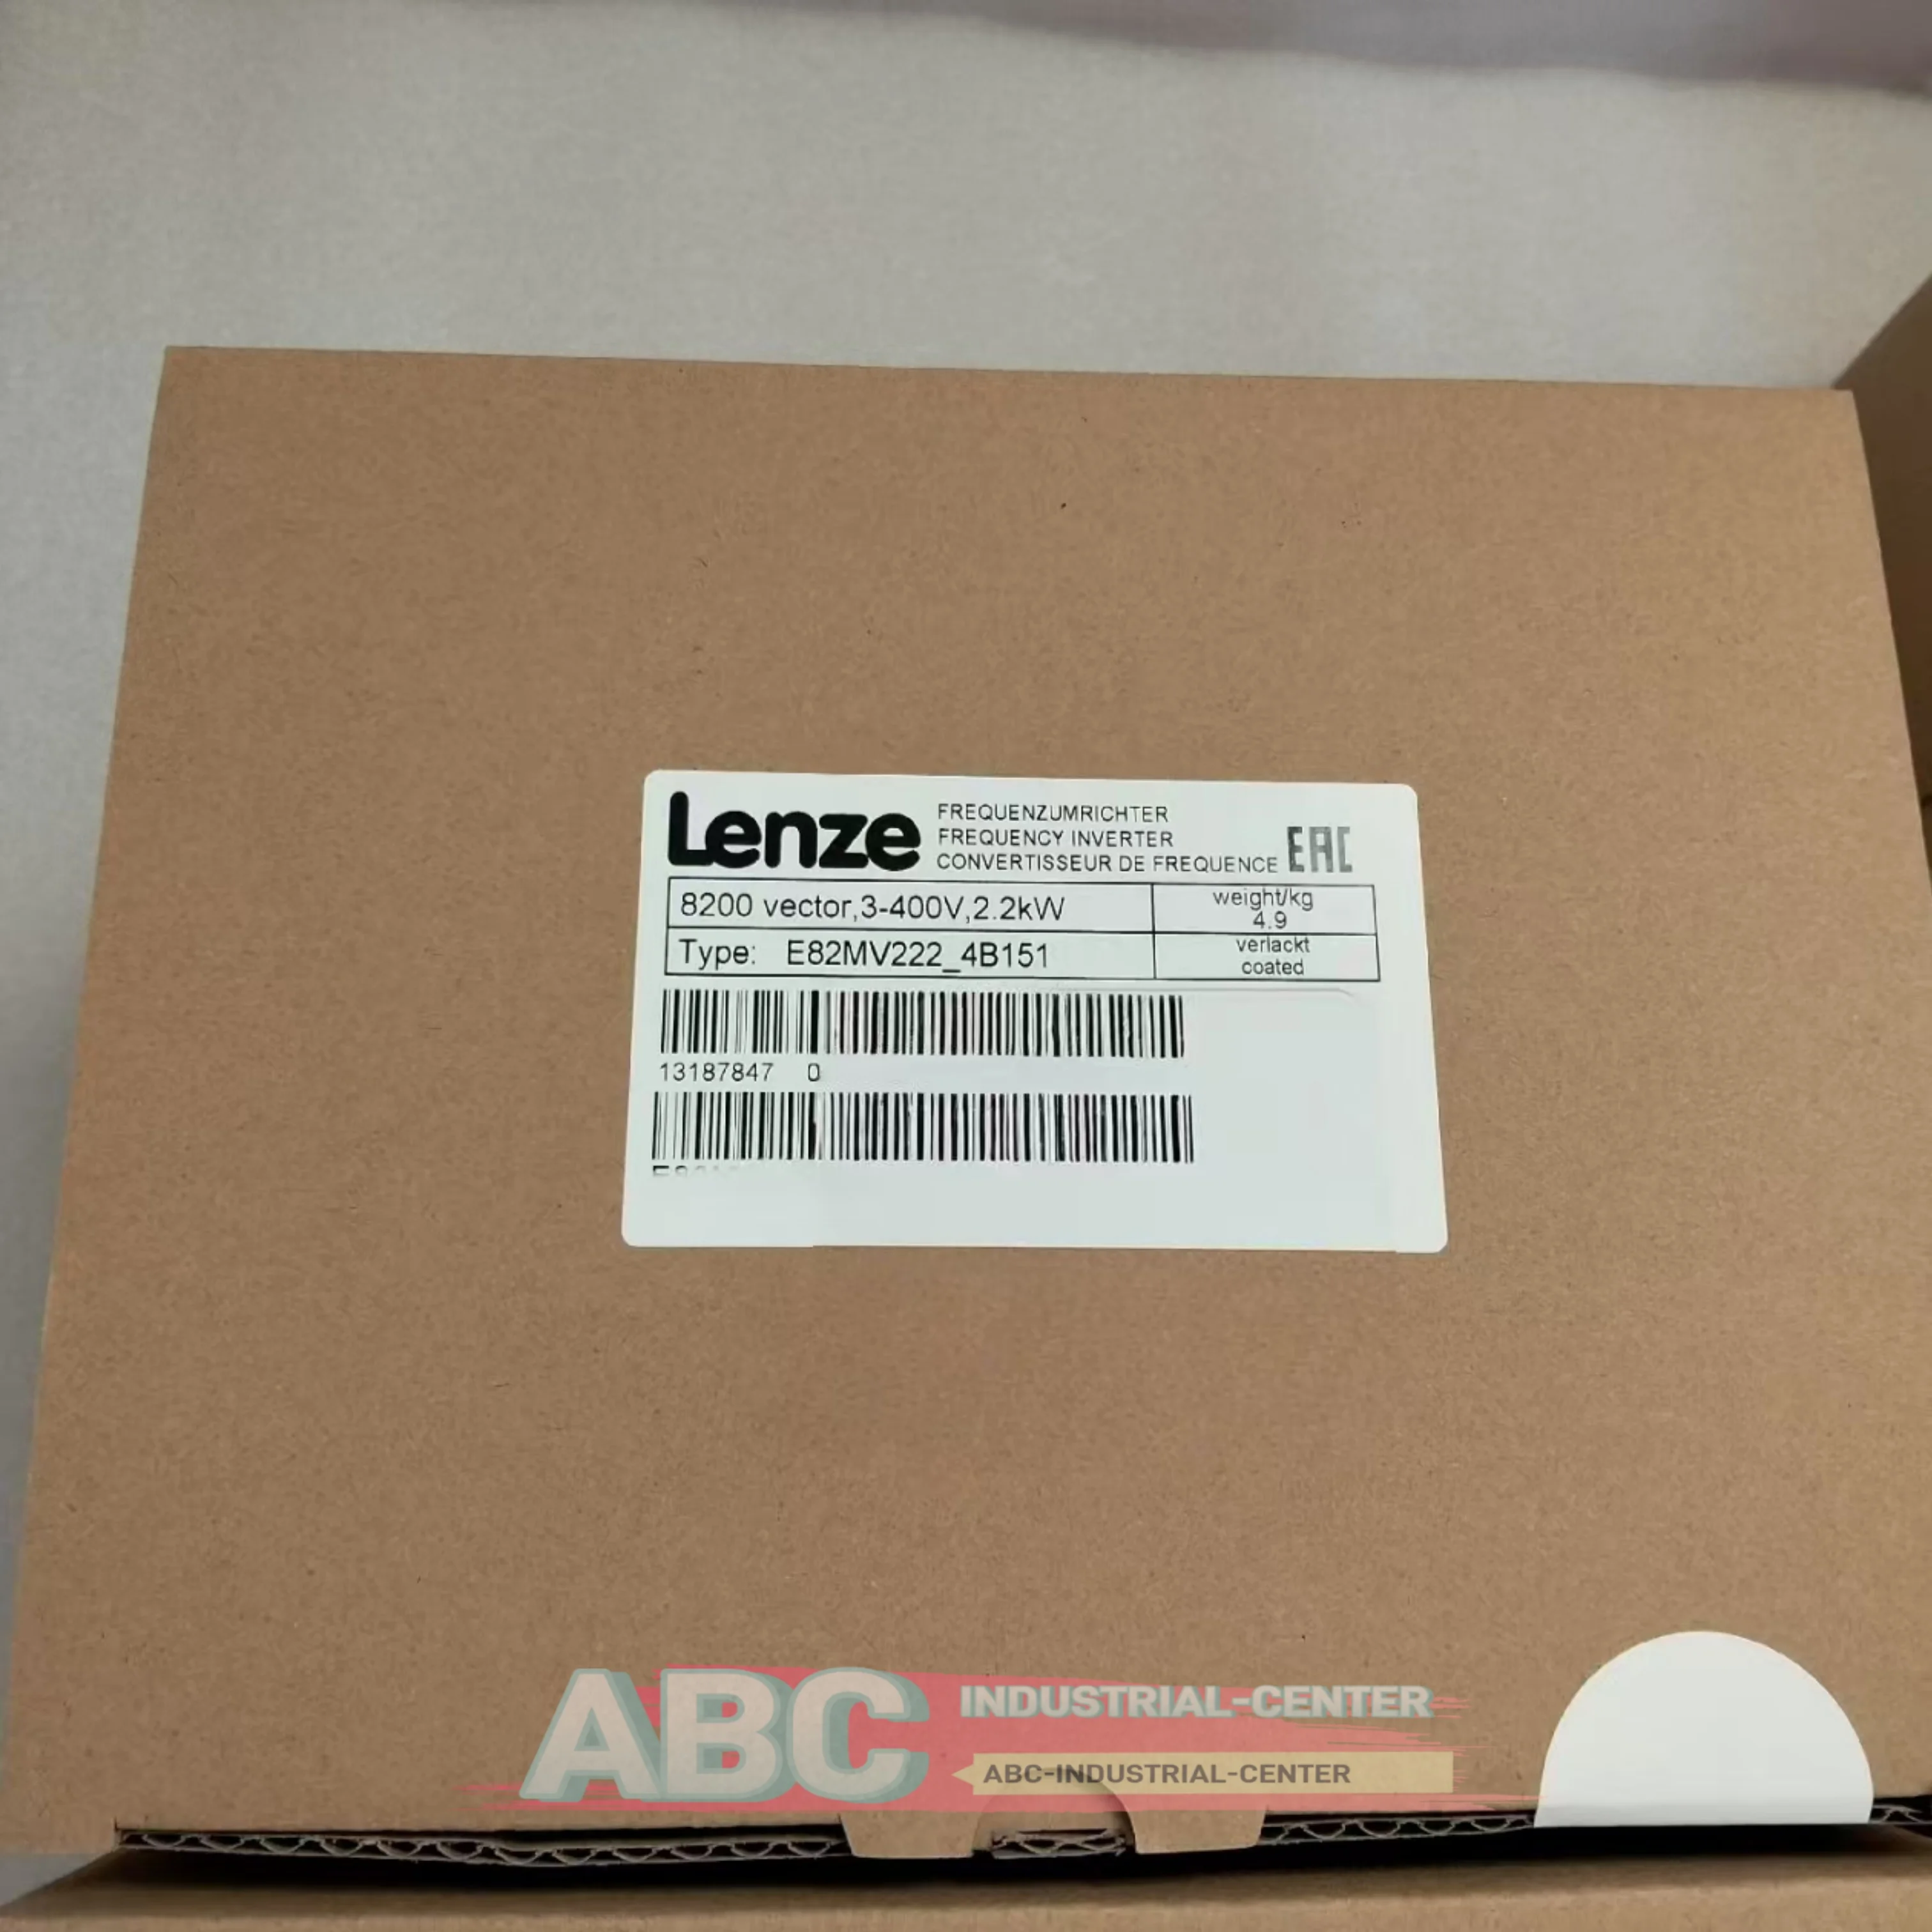 Lenze
FREQUENZUMRICHTER
FREQUENCY INVERTER
CONVERTISSEUR DE FREQUENCE
EAC
8200 vector,3-400V,2.2kW
weight/kg
4.9
Type: E82MV222_4B151
verlackt
coated
13187847 0
ABC INDUSTRIAL-CENTER
ABC-INDUSTRIAL-CENTER